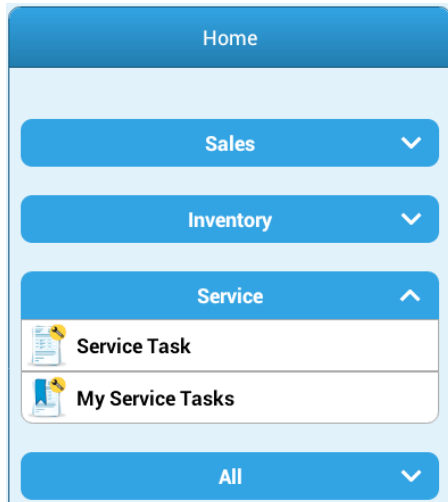 Home
Sales
Inventory
Service
Service Task
My Service Tasks
All